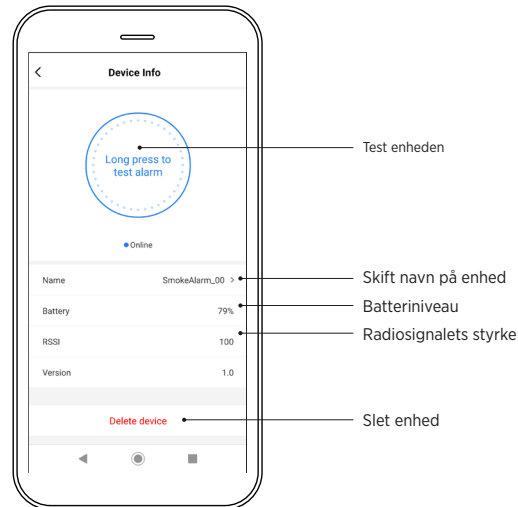 Device Info
Long press to
test alarm
Test enheden
Online
Name SmokeAlarm_00 >
Skift navn på enhed
Battery 79%
Batteriniveau
RSSI 100
Radiosignalets styrke
Version 1.0
Delete device
Slet enhed